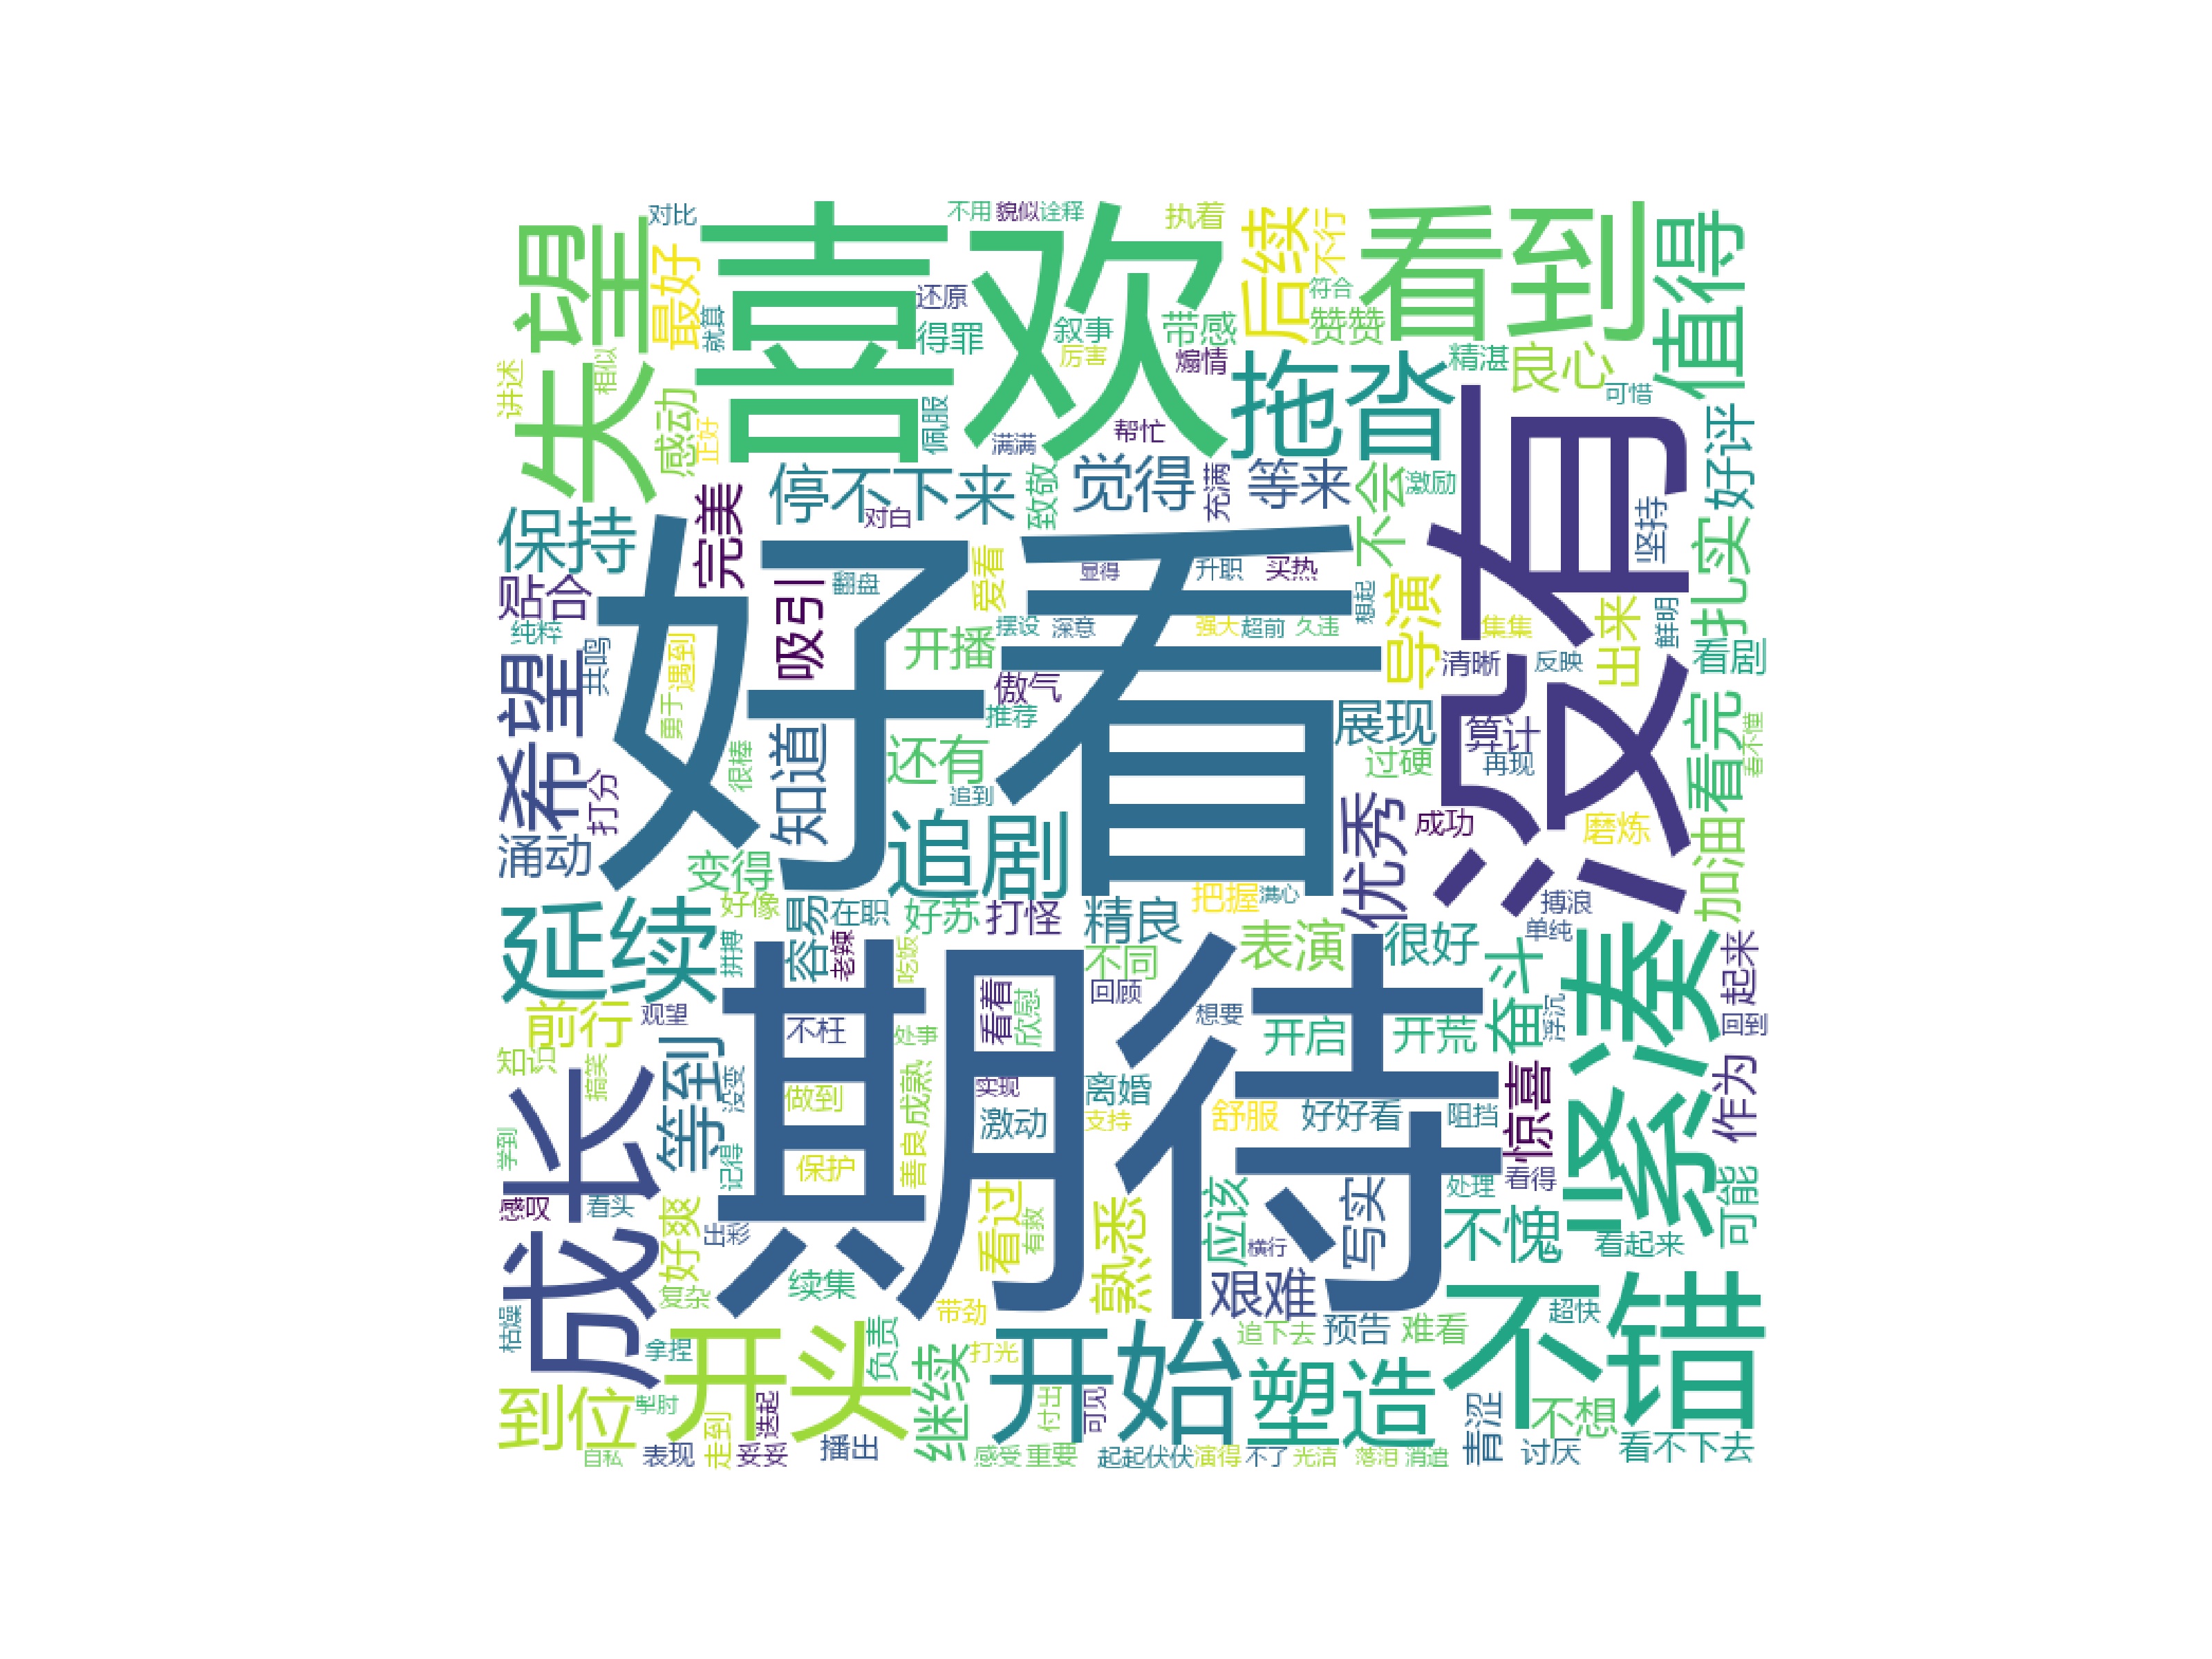 对比
不用
貌似
诠释
执着
不行
失望
最好
喜欢
后续
看到
值得
还原
符合
就算
得罪
叙事
带感
赞赞
厉害
煽情
精湛
良心
相似
讲述
可惜
感动
正好
佩服
满满
帮忙
拖沓
没有
好评
停不下来
觉得
等来
不会
激励
充满
致敬
对白
完美
保持
坚持
扎实
好看
爱看
显得
升职
买热
想起
导演
贴合
翻盘
吸引
纯粹
共鸣
遇到
勇于
开播
摆设
深意
强大
超前
久违
集集
出来
鲜明
清晰
反映
看剧
傲气
希望
推荐
展现
算计
看完
看不懂
知道
还有
过硬
再现
很棒
打分
追到
优秀
成功
磨炼
加油
涌动
追剧
变得
延续
好像
容易
在职
好苏
打怪
精良
把握
满心
搏浪
单纯
表演
很好
拼搏
老辣
吃饭
不同
奋斗
紧凑
起来
回到
前行
观望
不枉
期待
看看
欣慰
回顾
想要
开启
开荒
浮沉
处事
知识
搞笑
等到
没变
做到
成熟
善良
实现
激动
离婚
支持
舒服
好好看
阻挡
惊喜
作为
成长
学到
保护
记得
处理
看得
可能
感叹
看头
好爽
出彩
看过
有救
熟悉
应该
写实
不愧
看起来
横行
复杂
续集
艰难
不错
超快
枯燥
带劲
拿捏
开头
负责
打光
开始
追下去
预告
难看
继续
塑造
到位
掣肘
走到
迭起
付出
可见
青涩
不想
自私
表现
妥妥
播出
感受
重要
起起伏伏
演得
不了
光洁
落泪
消追
讨厌
看不下去